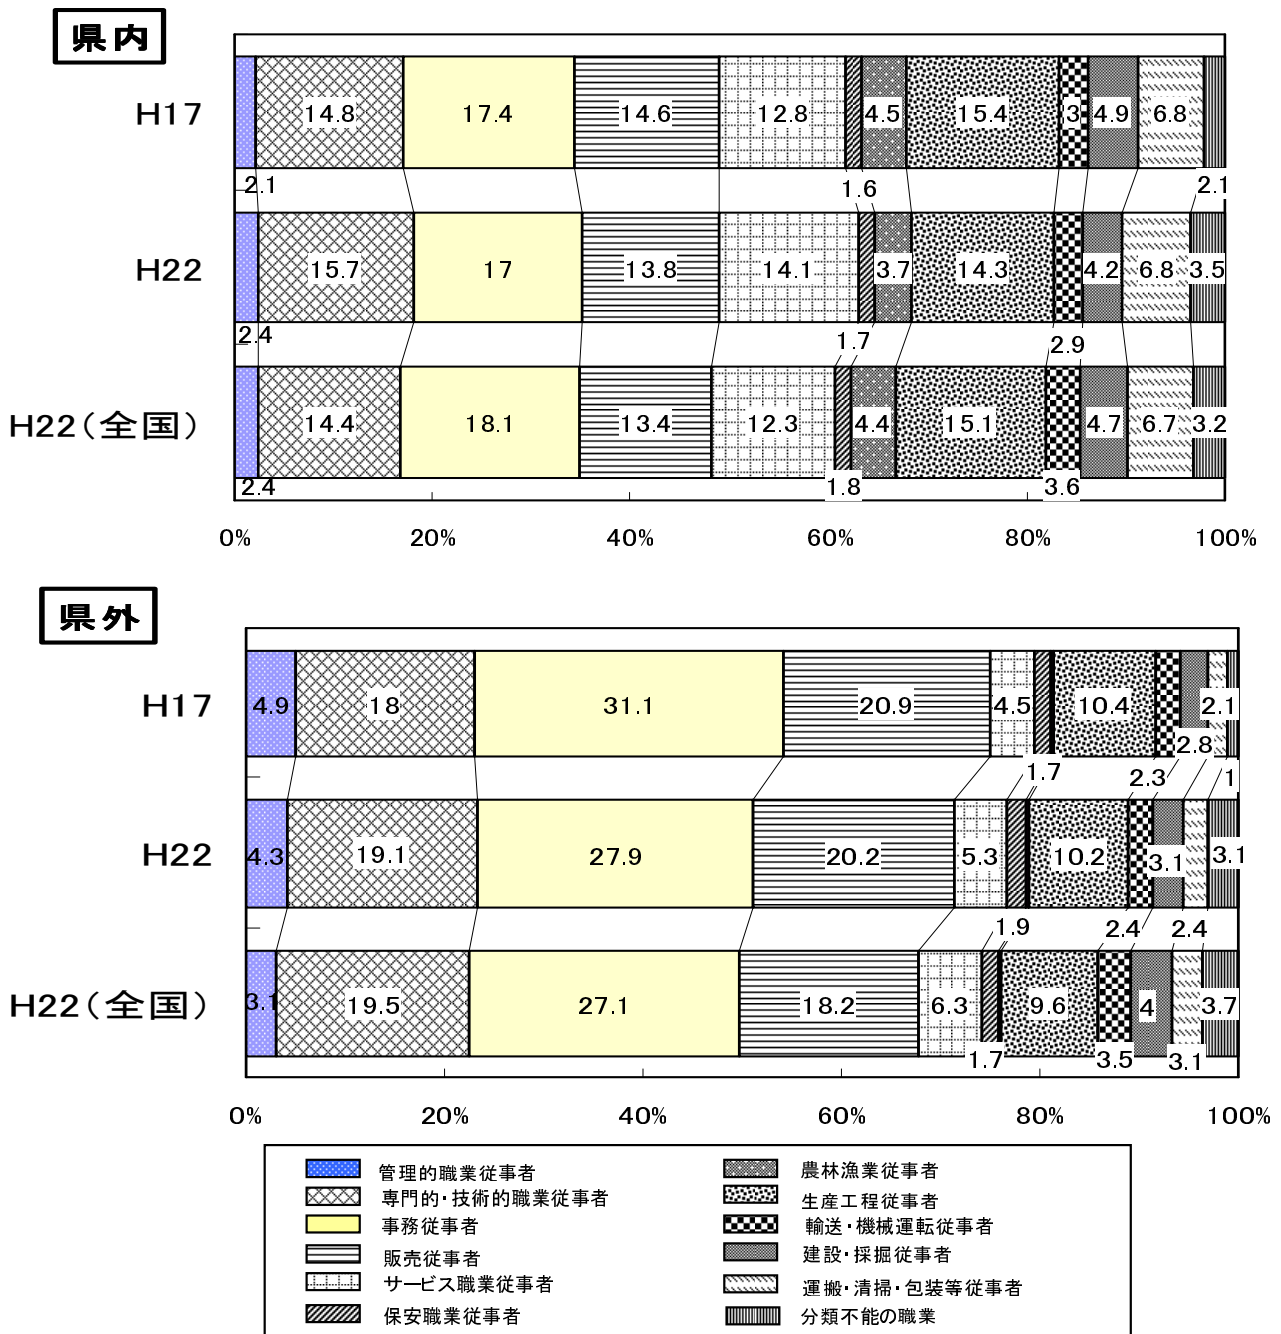 県内
H17
14.8 17.4 14.6 12.8 4.5 15.4 3 4.9 6.8
2.1 1.6 2.1
H22
15.7 17 13.8 14.1 3.7 14.3 4.2 6.8 3.5
2.4 1.7 2.9
H22(全国)
14.4 18.1 13.4 12.3 4.4 15.1 4.7 6.7 3.2
2.4 1.8 3.6
0% 20% 40% 60% 80% 100%
県外
H17
4.9 18 31.1 20.9 4.5 10.4 2.1
2.8
1.7 2.3 1
H22
4.3 19.1 27.9 20.2 5.3 10.2 3.1 3.1
1.9 2.4 2.4
H22(全国)
3.1 19.5 27.1 18.2 6.3 9.6 4 3.7
1.7 3.5 3.1
0% 20% 40% 60% 80% 100%
管理的職業従事者
専門的・技術的職業従事者
事務従事者
販売従事者
サービス職業従事者
保安職業従事者
農林漁業従事者
生産工程従事者
輸送・機械運転従事者
建設・採掘従事者
運搬・清掃・包装等従事者
分類不能の職業